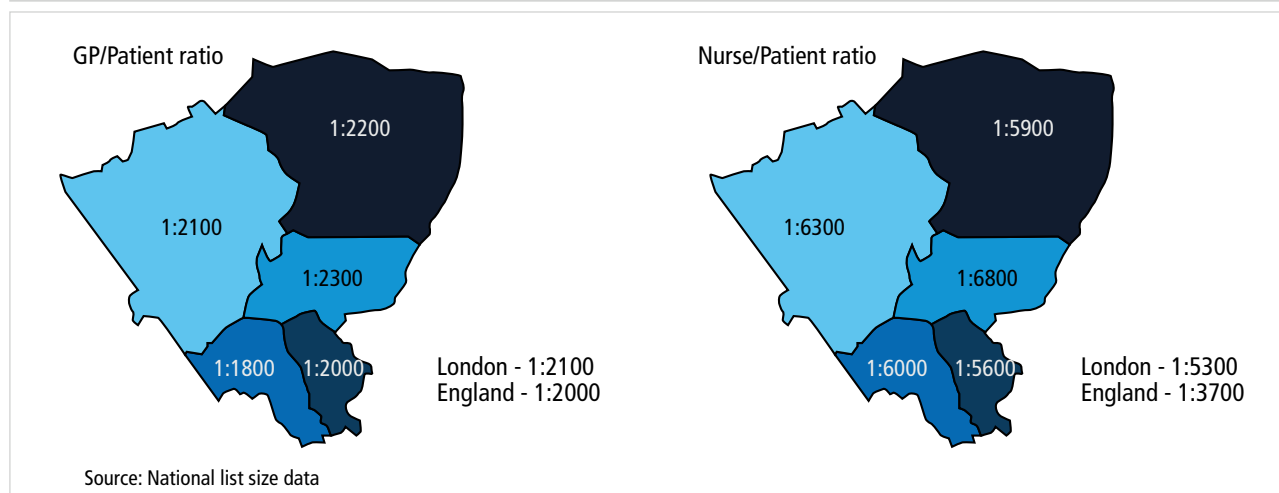 GP/Patient ratio
1:2200
1:2100
1:2300
1:1800
1:2000
London - 1:2100
England - 1:2000
Nurse/Patient ratio
1:5900
1:6300
1:6800
1:6000
1:5600
London - 1:5300
England - 1:3700
Source: National list size data